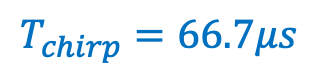 T_chirp = 66.7μs